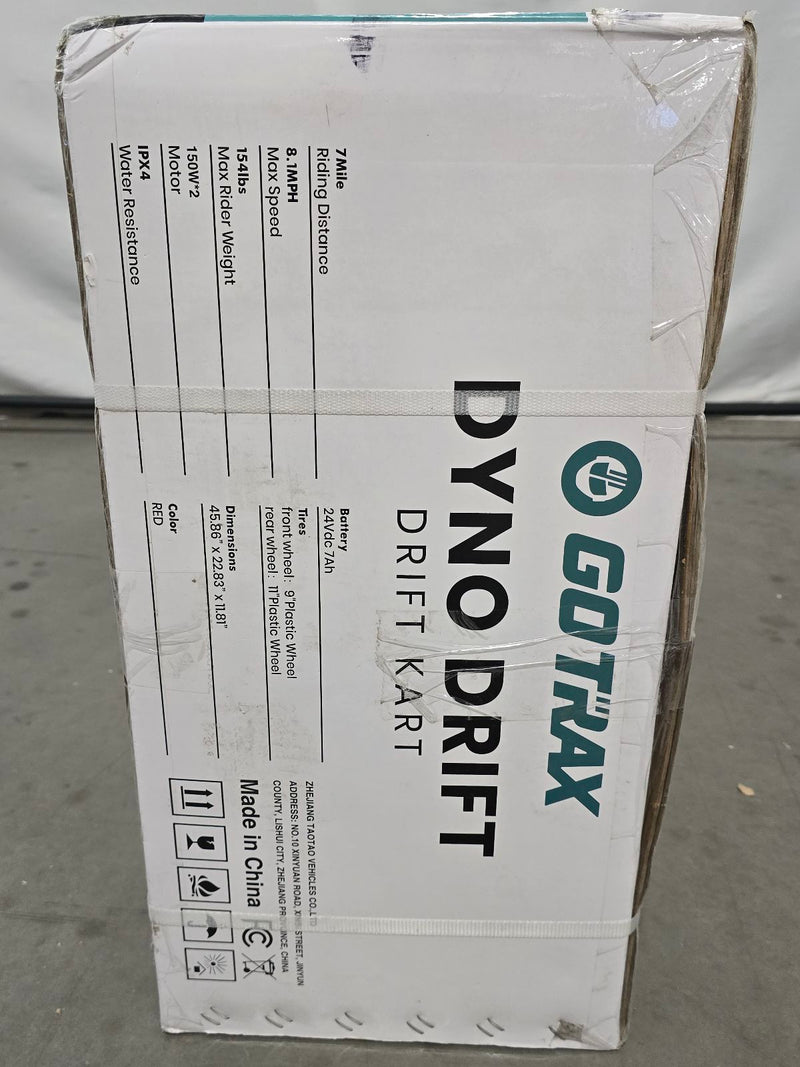 GOTRAX
DYNO DRIFT
DRIFT KART
7Mile
Riding Distance
8.1MPH
Max Speed
154lbs
Max Rider Weight
150W*2
Motor
IPX4
Water Resistance
Battery
24Vdc 7Ah
Tires
front wheel: 9"Plastic Wheel
rear wheel: 11"Plastic Wheel
Dimensions
45.86" x 22.83" x 11.81"
Color
RED
ZHEJIANG TAOTAO VEHICLES CO.,LTD
ADDRESS: NO.10 XINYUAN ROAD, STREET, JINYUN
COUNTY, LISHUI CITY, ZHEJIANG PROVINCE, CHINA
Made in China FC